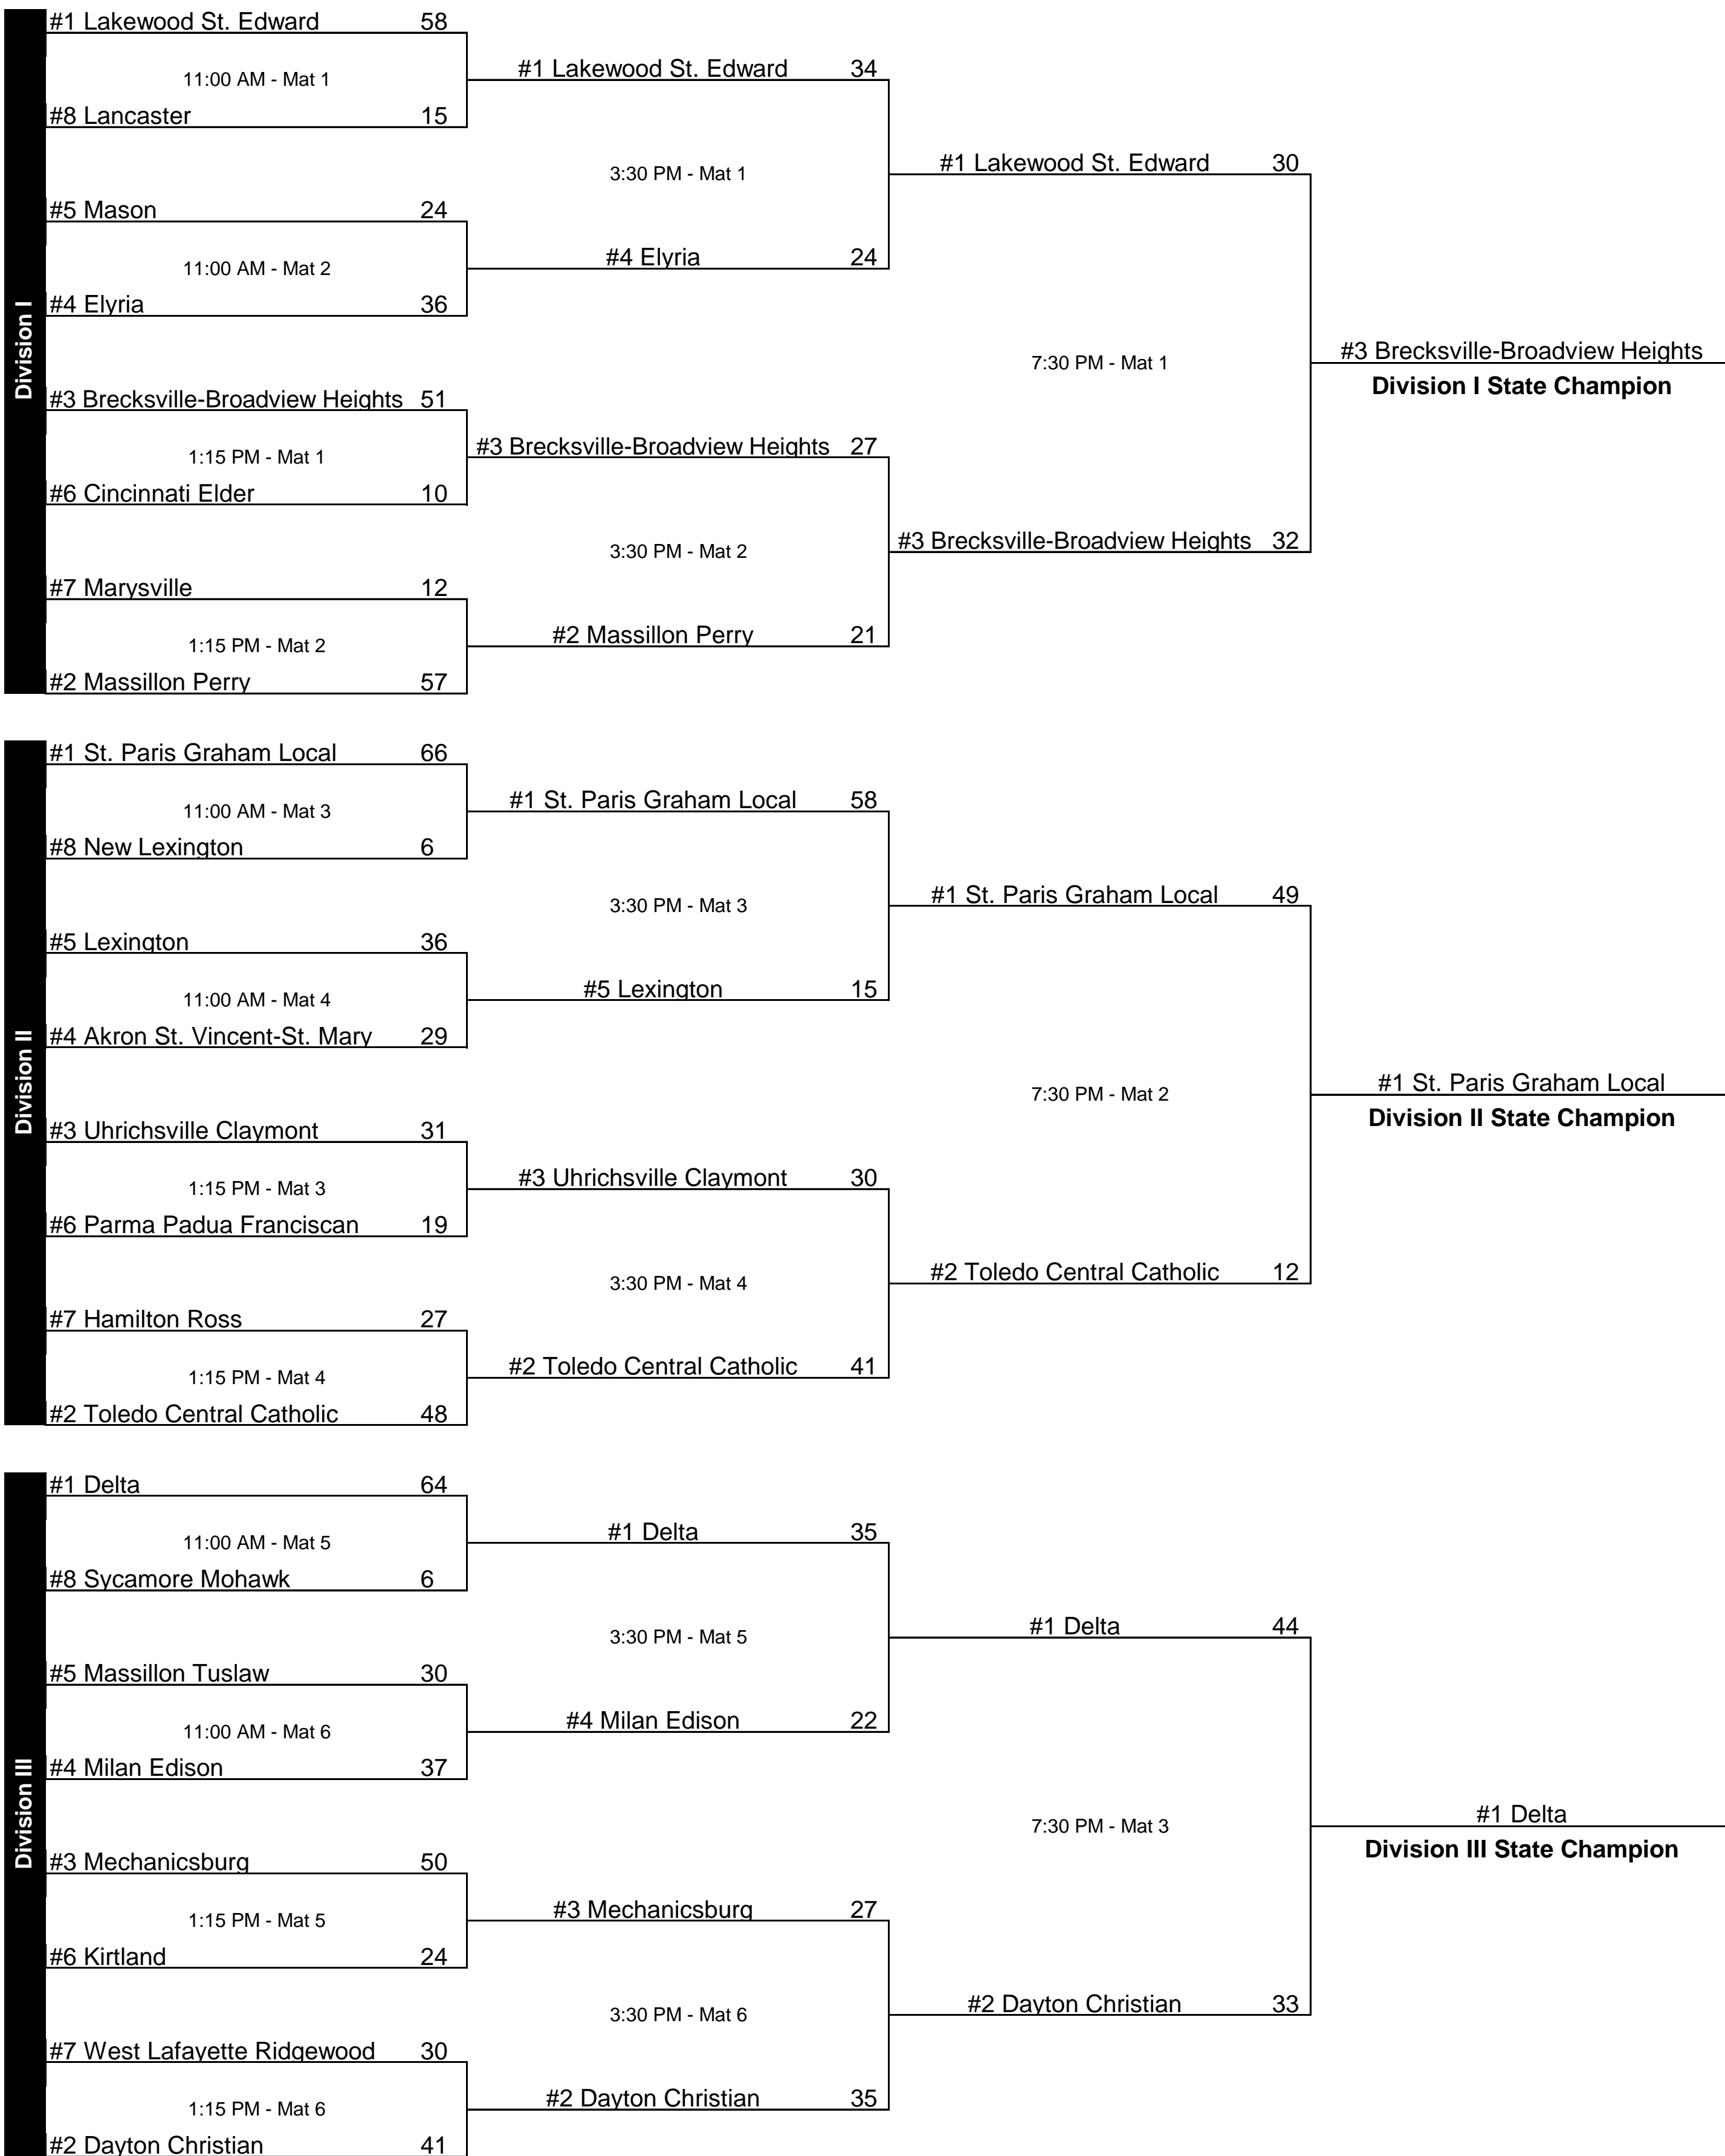 Division I
#1 Lakewood St. Edward 58
11:00 AM - Mat 1
#8 Lancaster 15
#5 Mason 24
11:00 AM - Mat 2
#4 Elyria 36
#3 Brecksville-Broadview Heights 51
1:15 PM - Mat 1
#6 Cincinnati Elder 10
#7 Marysville 12
1:15 PM - Mat 2
#2 Massillon Perry 57
#1 Lakewood St. Edward 34
3:30 PM - Mat 1
#4 Elyria 24
#3 Brecksville-Broadview Heights 27
3:30 PM - Mat 2
#2 Massillon Perry 21
#1 Lakewood St. Edward 30
7:30 PM - Mat 1
#3 Brecksville-Broadview Heights 32
#3 Brecksville-Broadview Heights
Division I State Champion
Division II
#1 St. Paris Graham Local 66
11:00 AM - Mat 3
#8 New Lexington 6
#5 Lexington 36
11:00 AM - Mat 4
#4 Akron St. Vincent-St. Mary 29
#3 Uhrichsville Claymont 31
1:15 PM - Mat 3
#6 Parma Padua Franciscan 19
#7 Hamilton Ross 27
1:15 PM - Mat 4
#2 Toledo Central Catholic 48
#1 St. Paris Graham Local 58
3:30 PM - Mat 3
#5 Lexington 15
#3 Uhrichsville Claymont 30
3:30 PM - Mat 4
#2 Toledo Central Catholic 41
#1 St. Paris Graham Local 49
7:30 PM - Mat 2
#2 Toledo Central Catholic 12
#1 St. Paris Graham Local
Division II State Champion
Division III
#1 Delta 64
11:00 AM - Mat 5
#8 Sycamore Mohawk 6
#5 Massillon Tuslaw 30
11:00 AM - Mat 6
#4 Milan Edison 37
#3 Mechanicsburg 50
1:15 PM - Mat 5
#6 Kirtland 24
#7 West Lafayette Ridgewood 30
1:15 PM - Mat 6
#2 Dayton Christian 41
#1 Delta 35
3:30 PM - Mat 5
#4 Milan Edison 22
#3 Mechanicsburg 27
3:30 PM - Mat 6
#2 Dayton Christian 35
#1 Delta 44
7:30 PM - Mat 3
#2 Dayton Christian 33
#1 Delta
Division III State Champion